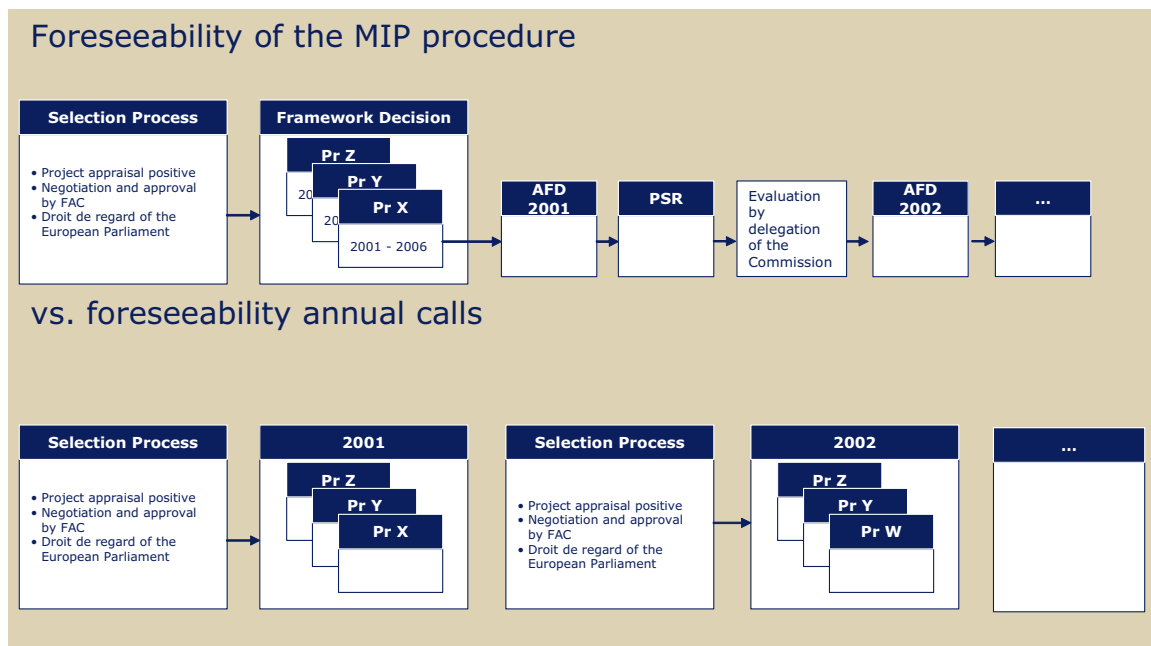 Foreseeability of the MIP procedure
Selection Process
• Project appraisal positive
• Negotiation and approval
by FAC
• Droit de regard of the
European Parliament
Framework Decision
Pr Z
20
Pr Y
20
Pr X
2001 - 2006
AFD
2001
PSR
Evaluation
by
delegation
of the
Commission
AFD
2002
...
vs. foreseeability annual calls
Selection Process
• Project appraisal positive
• Negotiation and approval
by FAC
• Droit de regard of the
European Parliament
2001
Pr Z
Pr Y
Pr X
Selection Process
• Project appraisal positive
• Negotiation and approval
by FAC
• Droit de regard of the
European Parliament
2002
Pr Z
Pr Y
Pr W
...